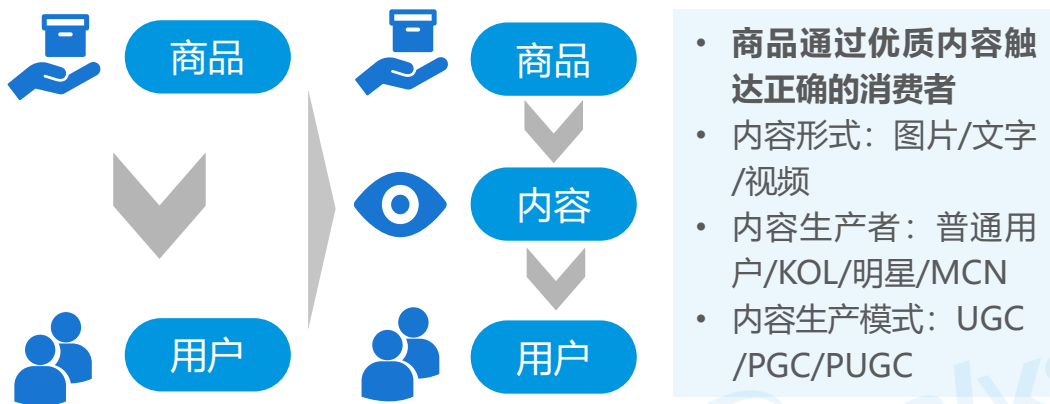 商品
用户
商品
内容
用户
• 商品通过优质内容触
达正确的消费者
• 内容形式：图片/文字
/视频
• 内容生产者：普通用
户/KOL/明星/MCN
• 内容生产模式：UGC
/PGC/PUGC